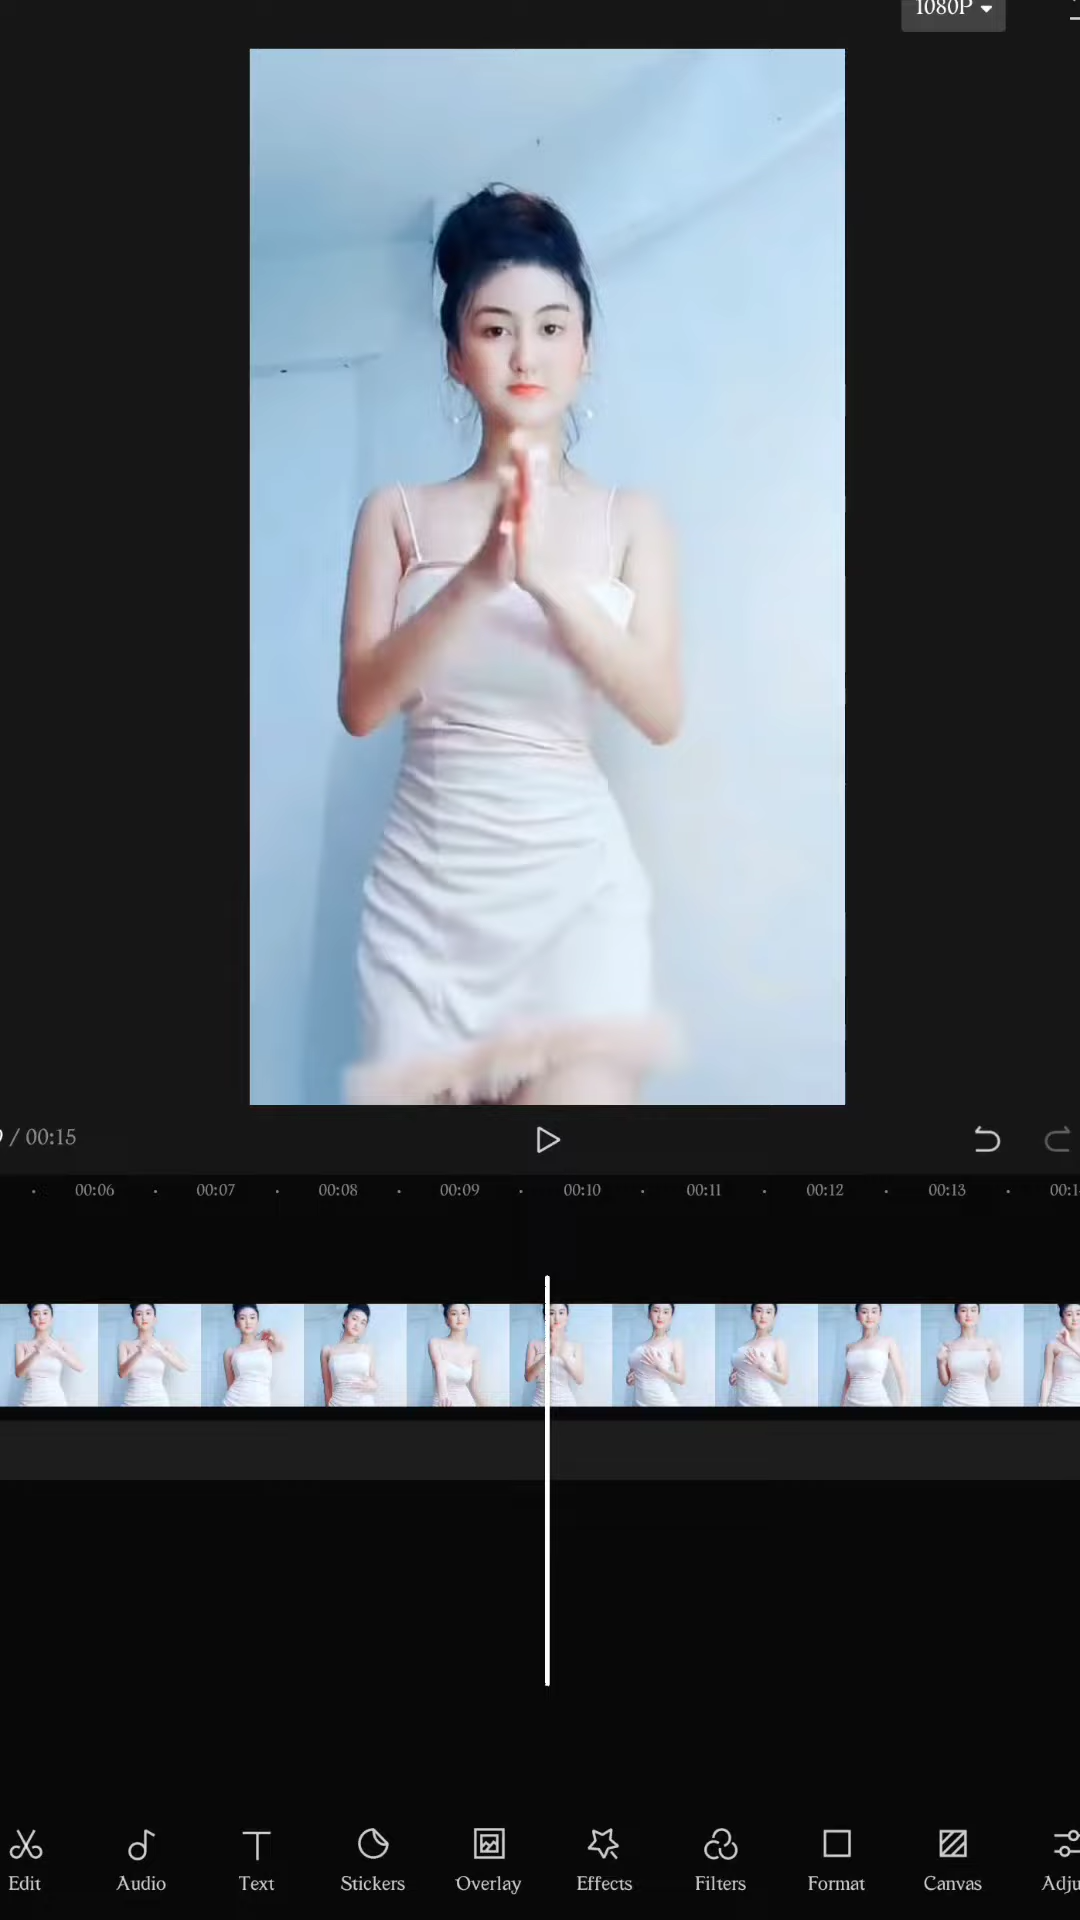 1080P
/ 00:15
00:06 00:07 00:08 00:09 00:10 00:11 00:12 00:13
Edit Audio Text Stickers Overlay Effects Filters Format Canvas